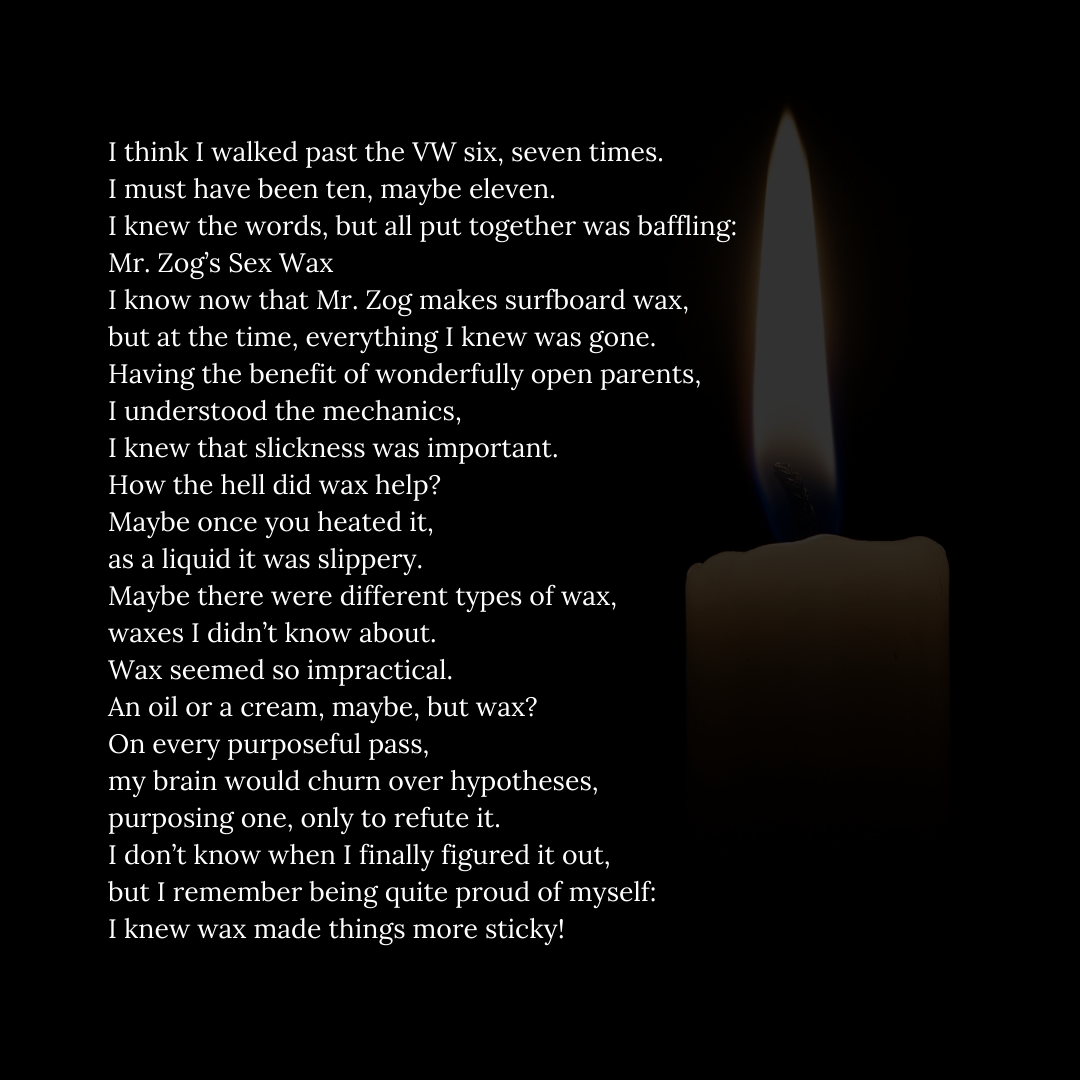 I think I walked past the VW six, seven times.
I must have been ten, maybe eleven.
I knew the words, but all put together was baffling:
Mr. Zog’s Sex Wax
I know now that Mr. Zog makes surfboard wax,
but at the time, everything I knew was gone.
Having the benefit of wonderfully open parents,
I understood the mechanics,
I knew that slickness was important.
How the hell did wax help?
Maybe once you heated it,
as a liquid it was slippery.
Maybe there were different types of wax,
waxes I didn’t know about.
Wax seemed so impractical.
An oil or a cream, maybe, but wax?
On every purposeful pass,
my brain would churn over hypotheses,
purposing one, only to refute it.
I don’t know when I finally figured it out,
but I remember being quite proud of myself:
I knew wax made things more sticky!